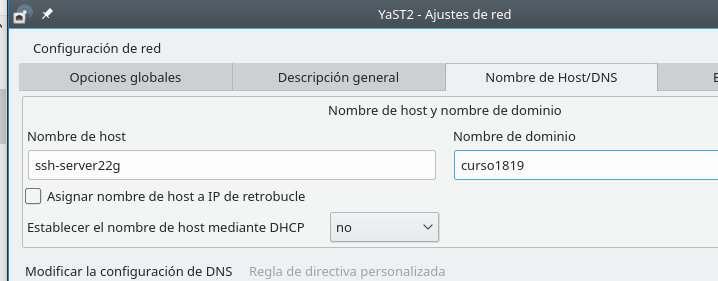 YaST2 - Ajustes de red
Configuración de red
Opciones globales
Descripción general
Nombre de Host/DNS
Nombre de host y nombre de dominio
Nombre de host
Nombre de dominio
ssh-server22g
curso1819
Asignar nombre de host a IP de retrobucle
Establecer el nombre de host mediante DHCP
no
Modificar la configuración de DNS
Regla de directiva personalizada